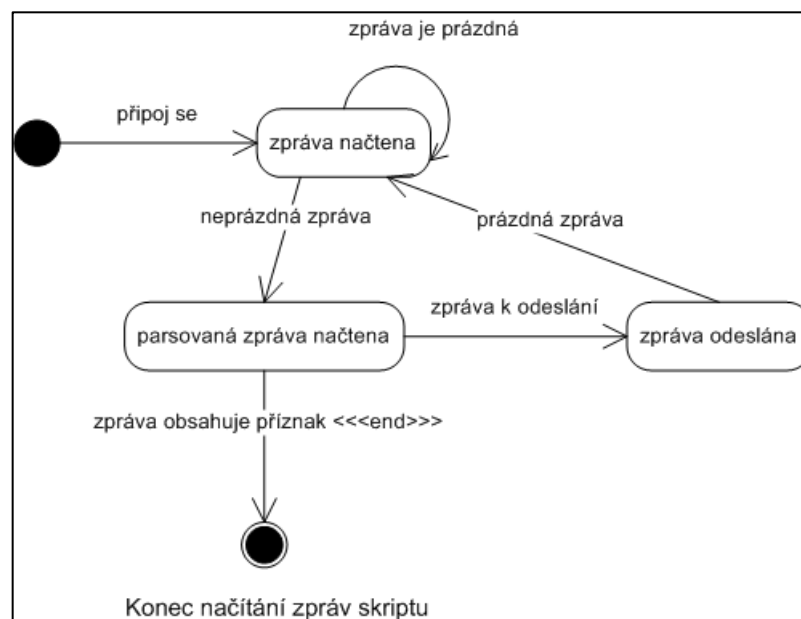 zpráva je prázdná
připoj se
zpráva načtena
neprázdná zpráva
prázdná zpráva
zpráva k odeslání
parsovaná zpráva načtena
zpráva odeslána
zpráva obsahuje příznak <<<end>>>
Konec načítání zpráv skriptu